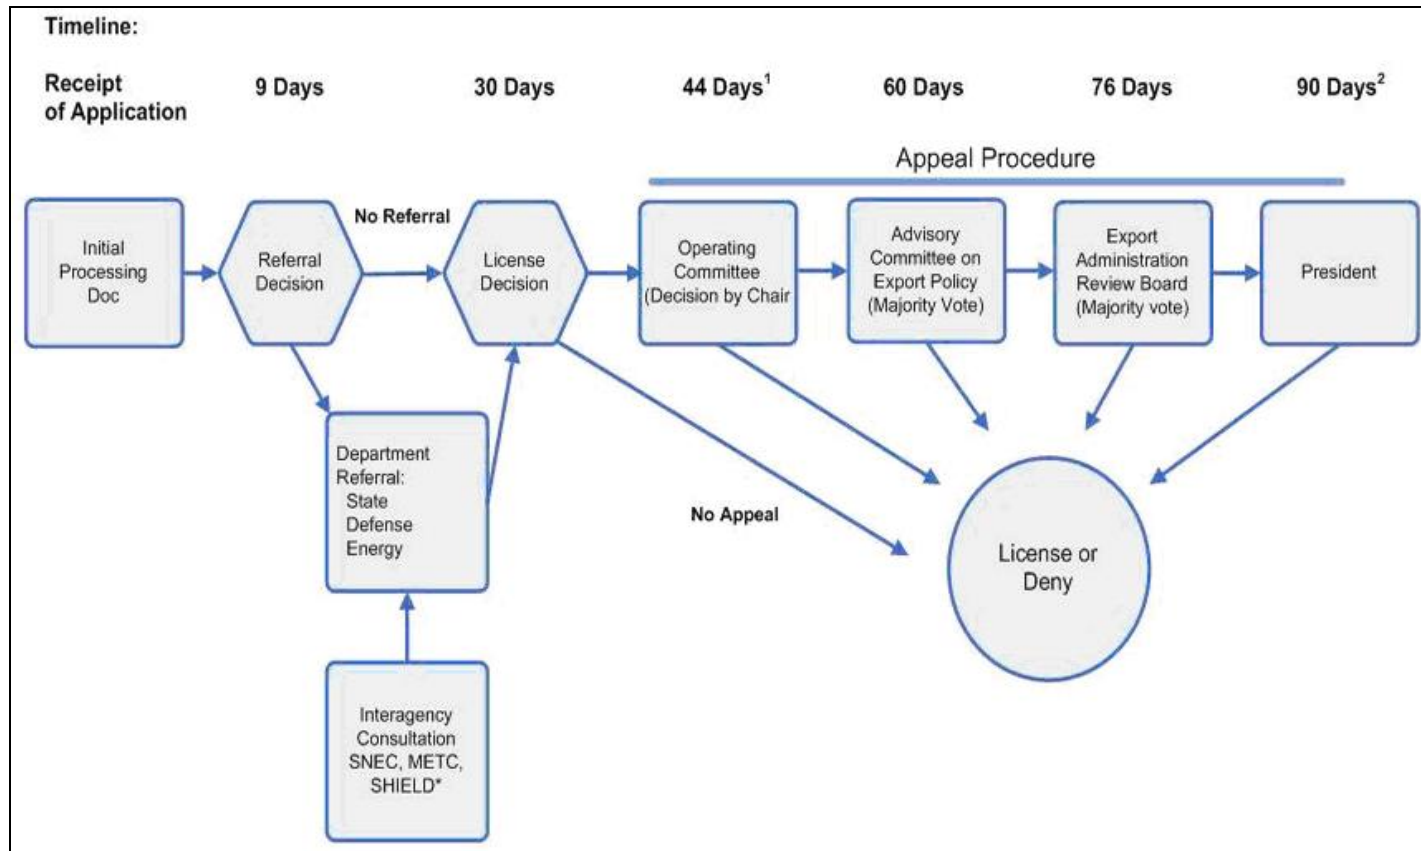 Timeline:
Receipt
of Application
9 Days
30 Days
44 Days¹
60 Days
76 Days
90 Days²
Appeal Procedure
Initial
Processing
Doc
Referral
Decision
No Referral
License
Decision
Operating
Committee
(Decision by Chair
Advisory
Committee on
Export Policy
(Majority Vote)
Export
Administration
Review Board
(Majority vote)
President
Department
Referral:
State
Defense
Energy
No Appeal
License or
Deny
Interagency
Consultation
SNEC, METC,
SHIELD*